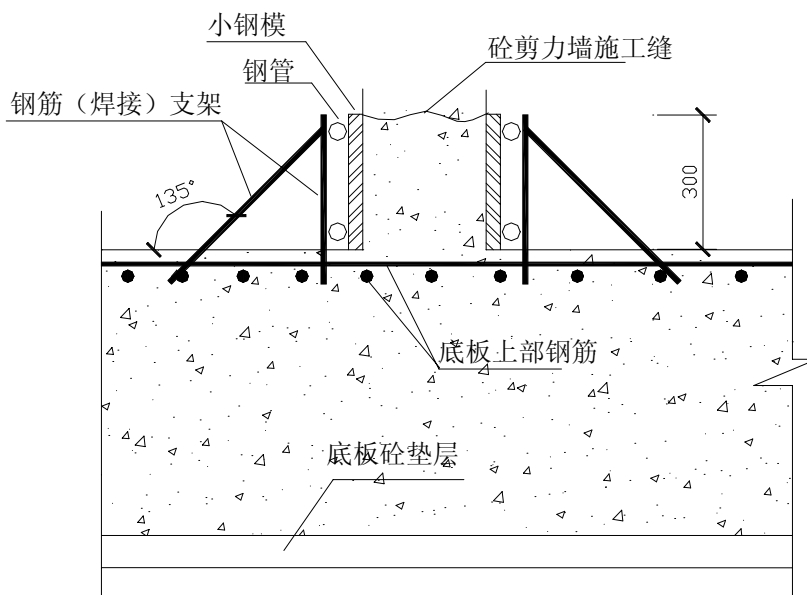 小钢模
砼剪力墙施工缝
钢管
钢筋（焊接）支架
135°
300
底板上部钢筋
底板砼垫层